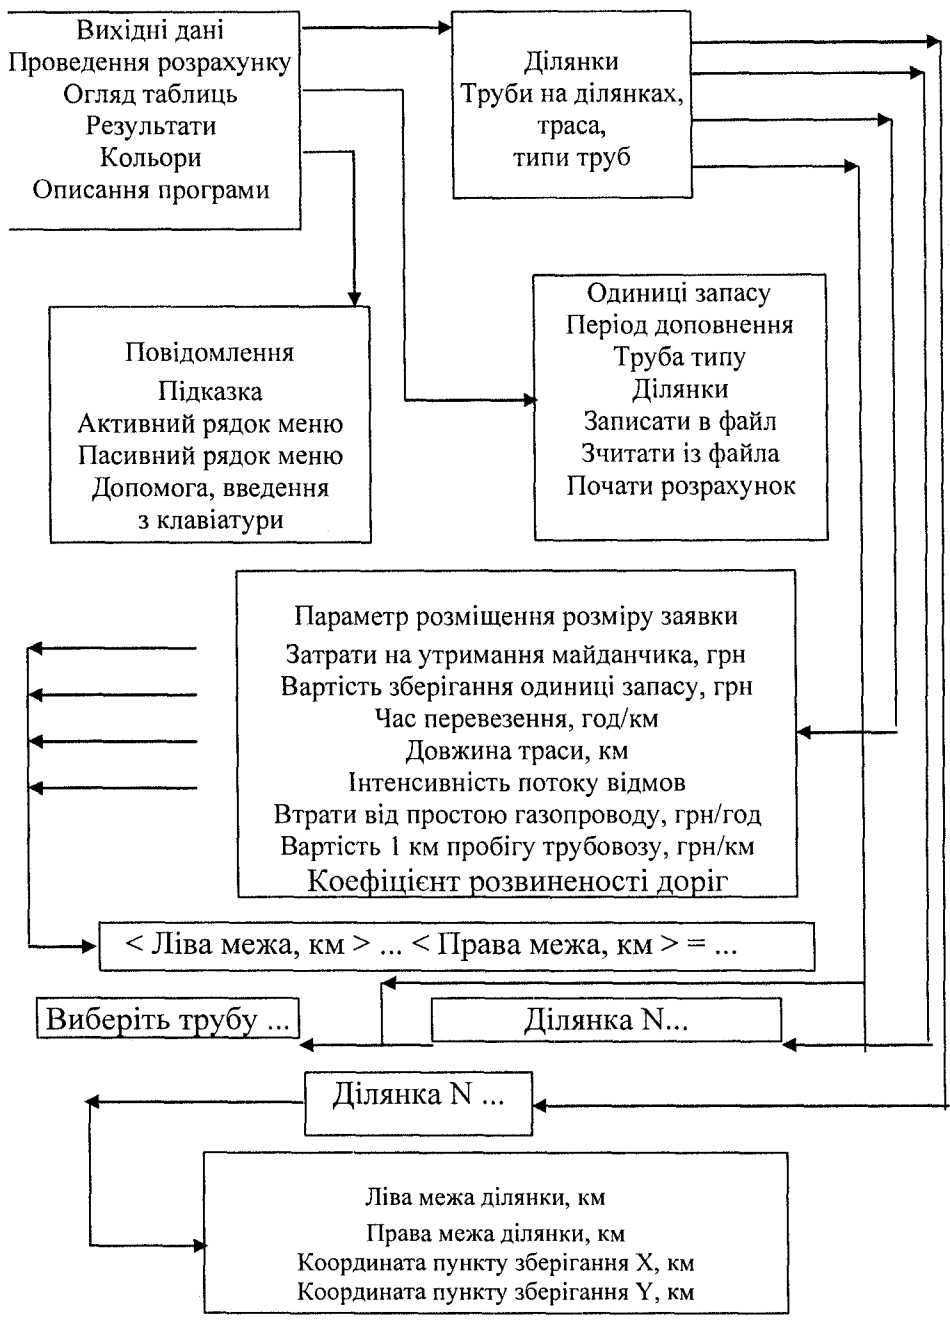 Вихідні дані
Проведення розрахунку
Огляд таблиць
Результати
Кольори
Описання програми
Ділянки
Труби на ділянках,
траса,
типи труб
Повідомлення
Підказка
Активний рядок меню
Пасивний рядок меню
Допомога, введення
з клавіатури
Одиниці запасу
Період доповнення
Труба типу
Ділянки
Записати в файл
Зчитати із файла
Почати розрахунок
Параметр розміщення розміру заявки
Затрати на утримання майданчика, грн
Вартість зберігання одиниці запасу, грн
Час перевезення, год/км
Довжина траси, км
Інтенсивність потоку відмов
Втрати від простою газопроводу, грн/год
Вартість 1 км пробігу трубовозу, грн/км
Коефіцієнт розвиненості доріг
< Ліва межа, км > ... < Права межа, км > = ...
Виберіть трубу ...
Ділянка N...
Ділянка N ...
Ліва межа ділянки, км
Права межа ділянки, км
Координата пункту зберігання X, км
Координата пункту зберігання Y, км